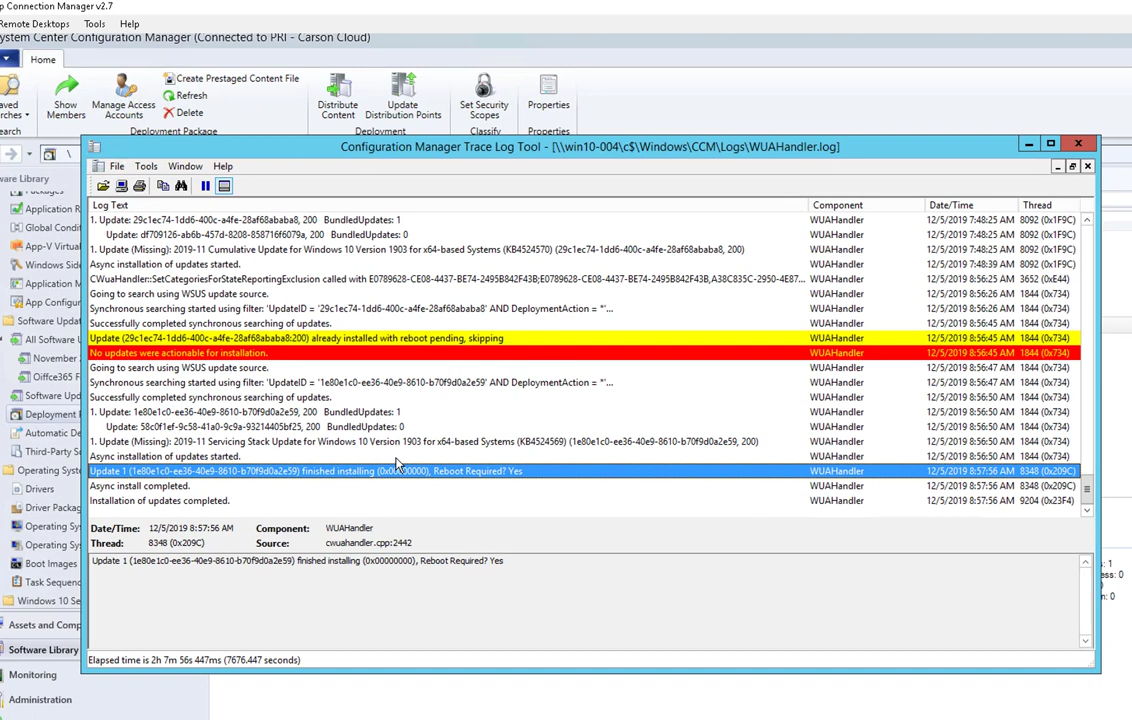 p Connection Manager v2.7
Remote Desktops Tools Help
ystem Center Configuration Manager (Connected to PRI - Carson Cloud)
Home
aved
rches
earch
Show
Members
Manage Access
Accounts
Create Prestaged Content File
Refresh
Delete
Deployment Package
Distribute
Content
Update
Distribution Points
Deployment
Set Security
Scopes
Classify
Properties
Properties
\
ware Library
Application R
Global Condi
App-V Virtual
Windows Side
Application M
App Configur
Software Updat
All Software U
November
Office365 F
Software Upd
Deployment P
Automatic De
Third-Party S
Operating Syste
Drivers
Driver Packag
Operating Sys
Operating Sys
Boot Images
Task Sequenc
Windows 10 Se
Assets and Comp
Software Library
Monitoring
Administration
Configuration Manager Trace Log Tool - [\\win10-004\c$\Windows\CCM\Logs\WUAHandler.log]
File Tools Window Help
Log Text Component Date/Time Thread
1. Update: 29c1ec74-1dd6-400c-a4fe-28af68ababa8, 200 BundledUpdates: 1 WUAHandler 12/5/2019 7:48:25 AM 8092 (0x1F9C)
Update: df709126-ab6b-457d-8208-858716f6079a, 200 BundledUpdates: 0 WUAHandler 12/5/2019 7:48:25 AM 8092 (0x1F9C)
1. Update (Missing): 2019-11 Cumulative Update for Windows 10 Version 1903 for x64-based Systems (KB4524570) (29c1ec74-1dd6-400c-a4fe-28af68ababa8, 200) WUAHandler 12/5/2019 7:48:25 AM 8092 (0x1F9C)
Async installation of updates started. WUAHandler 12/5/2019 7:48:39 AM 8092 (0x1F9C)
CWuaHandler::SetCategoriesForStateReportingExclusion called with E0789628-CE08-4437-BE74-2495B842F43B;E0789628-CE08-4437-BE74-2495B842F43B,A38C835C-2950-4E87... WUAHandler 12/5/2019 8:56:25 AM 3652 (0xE44)
Going to search using WSUS update source. WUAHandler 12/5/2019 8:56:26 AM 1844 (0x734)
Synchronous searching started using filter: 'UpdateID = '29c1ec74-1dd6-400c-a4fe-28af68ababa8' AND DeploymentAction = *'... WUAHandler 12/5/2019 8:56:26 AM 1844 (0x734)
Successfully completed synchronous searching of updates. WUAHandler 12/5/2019 8:56:45 AM 1844 (0x734)
Update (29c1ec74-1dd6-400c-a4fe-28af68ababa8:200) already installed with reboot pending, skipping WUAHandler 12/5/2019 8:56:45 AM 1844 (0x734)
No updates were actionable for installation. WUAHandler 12/5/2019 8:56:45 AM 1844 (0x734)
Going to search using WSUS update source. WUAHandler 12/5/2019 8:56:47 AM 1844 (0x734)
Synchronous searching started using filter: 'UpdateID = '1e80e1c0-ee36-40e9-8610-b70f9d0a2e59' AND DeploymentAction = *'... WUAHandler 12/5/2019 8:56:47 AM 1844 (0x734)
Successfully completed synchronous searching of updates. WUAHandler 12/5/2019 8:56:50 AM 1844 (0x734)
1. Update: 1e80e1c0-ee36-40e9-8610-b70f9d0a2e59, 200 BundledUpdates: 1 WUAHandler 12/5/2019 8:56:50 AM 1844 (0x734)
Update: 58c0f1ef-9c58-41a0-9c9a-93214405bf25, 200 BundledUpdates: 0 WUAHandler 12/5/2019 8:56:50 AM 1844 (0x734)
1. Update (Missing): 2019-11 Servicing Stack Update for Windows 10 Version 1903 for x64-based Systems (KB4524569) (1e80e1c0-ee36-40e9-8610-b70f9d0a2e59, 200) WUAHandler 12/5/2019 8:56:50 AM 1844 (0x734)
Async installation of updates started. WUAHandler 12/5/2019 8:56:50 AM 1844 (0x734)
Update 1 (1e80e1c0-ee36-40e9-8610-b70f9d0a2e59) finished installing (0x00000000), Reboot Required? Yes WUAHandler 12/5/2019 8:57:56 AM 8348 (0x209C)
Async install completed. WUAHandler 12/5/2019 8:57:56 AM 8348 (0x209C)
Installation of updates completed. WUAHandler 12/5/2019 8:57:56 AM 9204 (0x23F4)
Date/Time: 12/5/2019 8:57:56 AM Component: WUAHandler
Thread: 8348 (0x209C) Source: cwuahandler.cpp:2442
Update 1 (1e80e1c0-ee36-40e9-8610-b70f9d0a2e59) finished installing (0x00000000), Reboot Required? Yes
Elapsed time is 2h 7m 56s 447ms (7676.447 seconds)
s: 1
ess: 0
n: 0